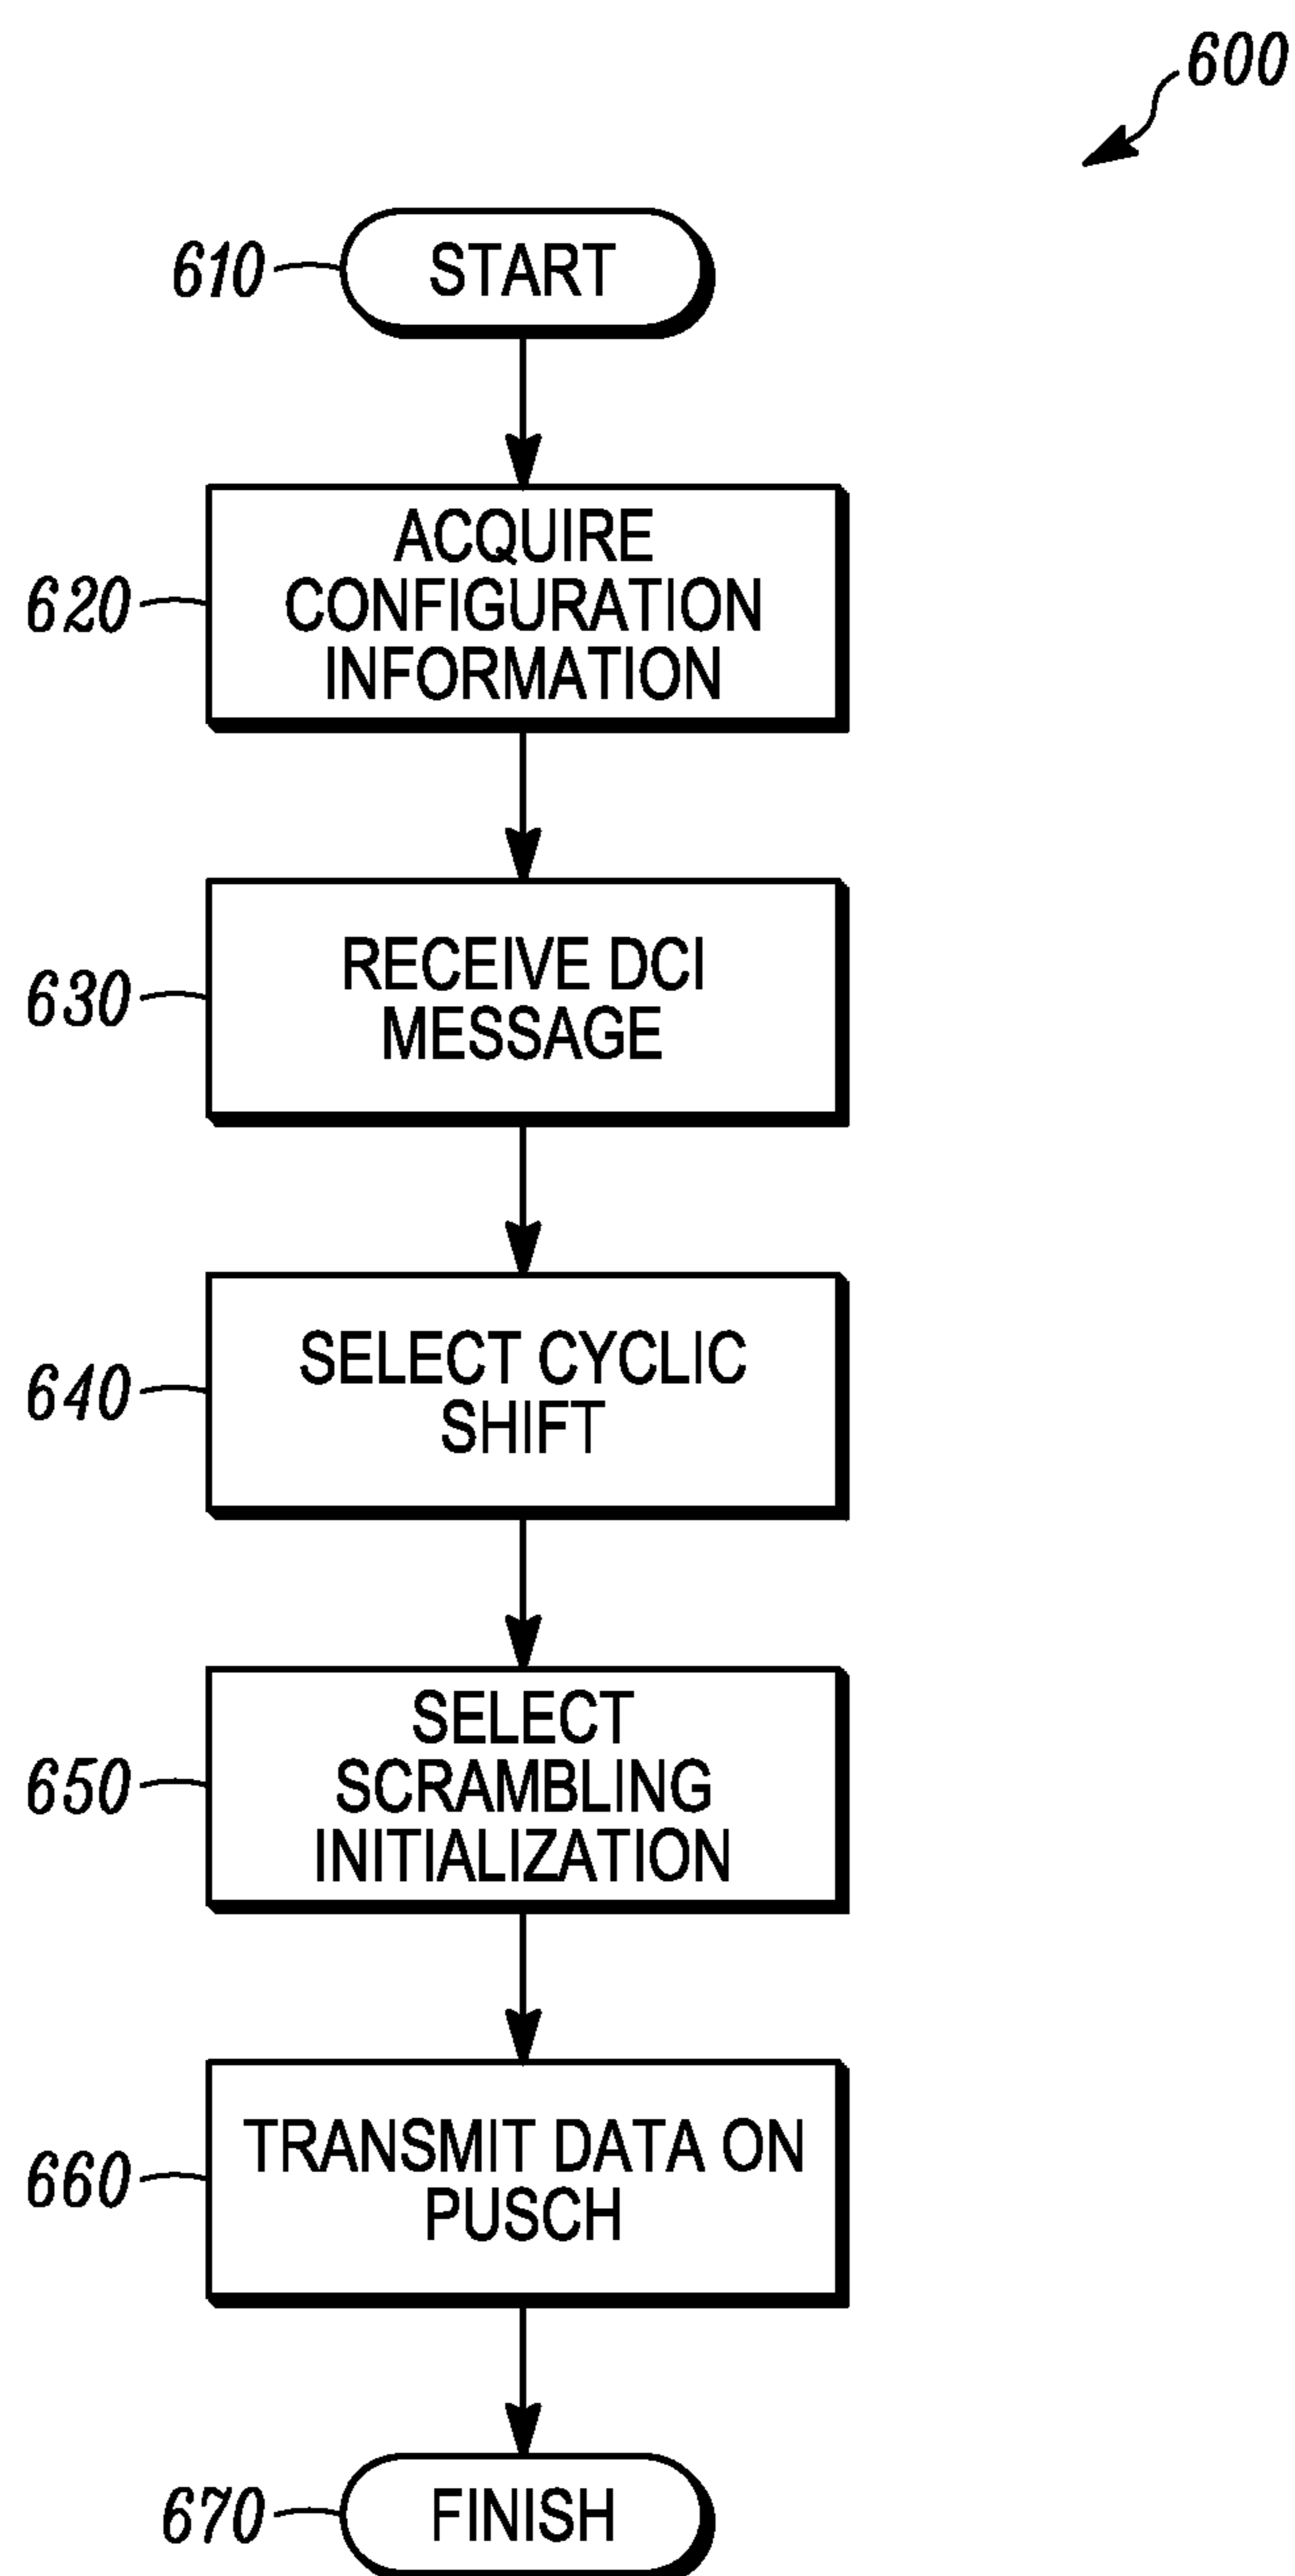 600
610
START
620
ACQUIRE
CONFIGURATION
INFORMATION
630
RECEIVE DCI
MESSAGE
640
SELECT CYCLIC
SHIFT
650
SELECT
SCRAMBLING
INITIALIZATION
660
TRANSMIT DATA ON
PUSCH
670
FINISH